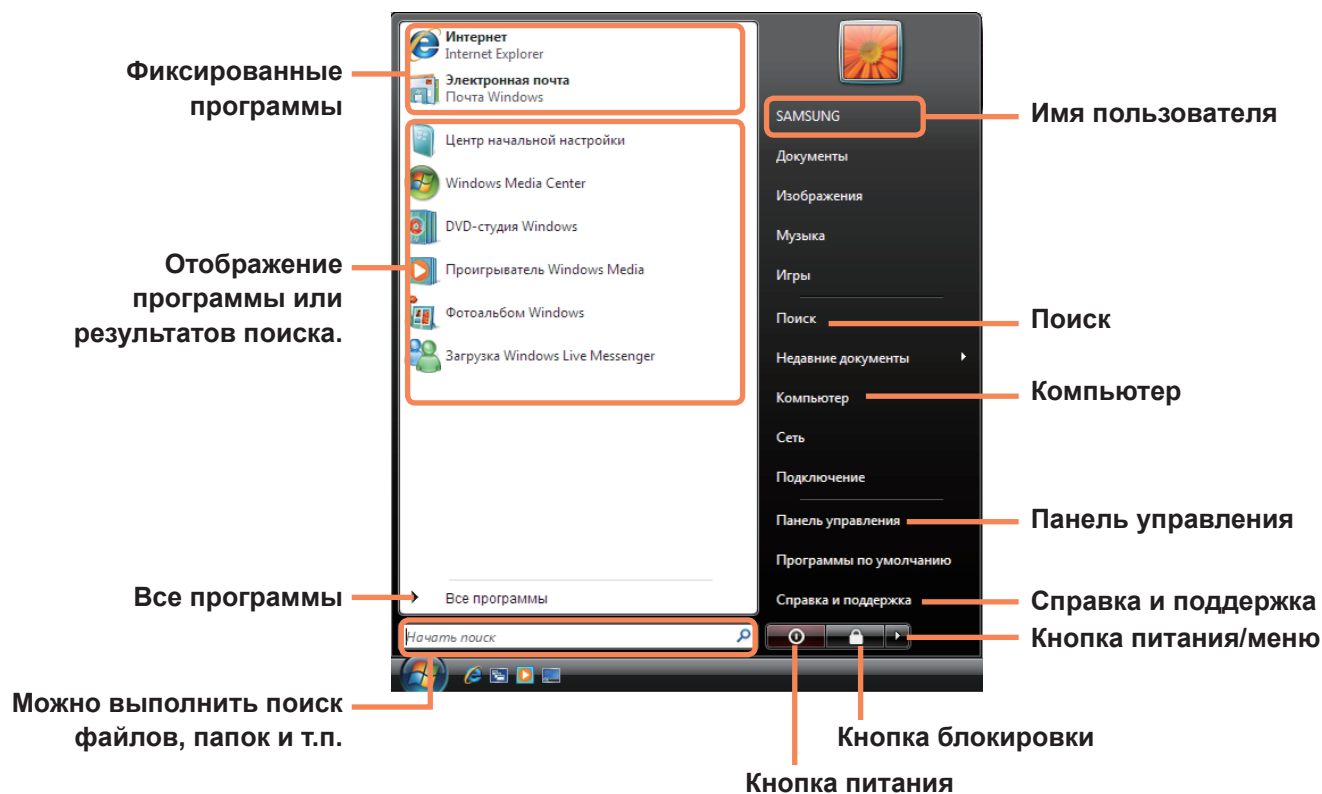 Фиксированные
программы
Отображение
программы или
результатов поиска.
Все программы
Можно выполнить поиск
файлов, папок и т.п.
Интернет
Internet Explorer
Электронная почта
Почта Windows
Центр начальной настройки
Windows Media Center
DVD-студия Windows
Проигрыватель Windows Media
Фотоальбом Windows
Загрузка Windows Live Messenger
Все программы
Начать поиск
SAMSUNG
Документы
Изображения
Музыка
Игры
Поиск
Недавние документы
Компьютер
Сеть
Подключение
Панель управления
Программы по умолчанию
Справка и поддержка
Имя пользователя
Поиск
Компьютер
Панель управления
Справка и поддержка
Кнопка питания/меню
Кнопка блокировки
Кнопка питания